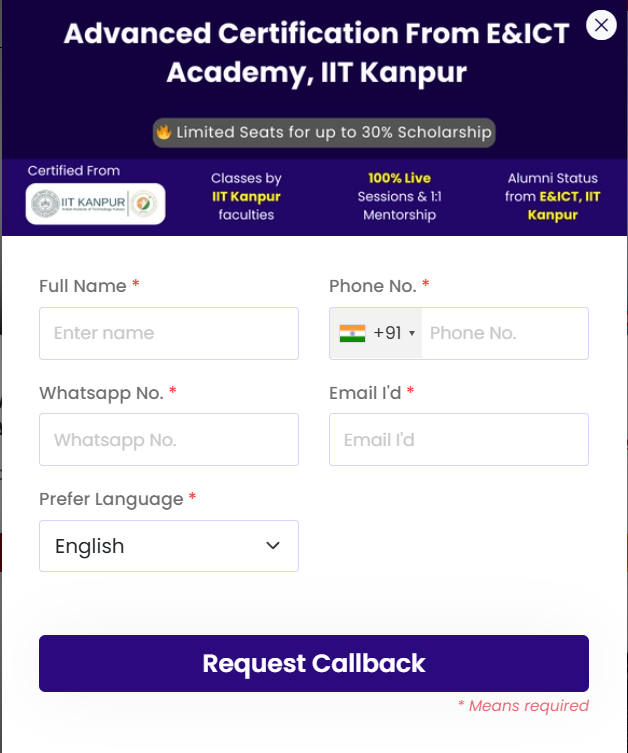 Advanced Certification From E&ICT
Academy, IIT Kanpur
🔥 Limited Seats for up to 30% Scholarship
Certified From
IIT KANPUR
Classes by
IIT Kanpur
faculties
100% Live
Sessions & 1:1
Mentorship
Alumni Status
from E&ICT, IIT
Kanpur
Full Name *
Phone No. *
Enter name
+91
Phone No.
Whatsapp No. *
Email I'd *
Whatsapp No.
Email I'd
Prefer Language *
English
Request Callback
* Means required